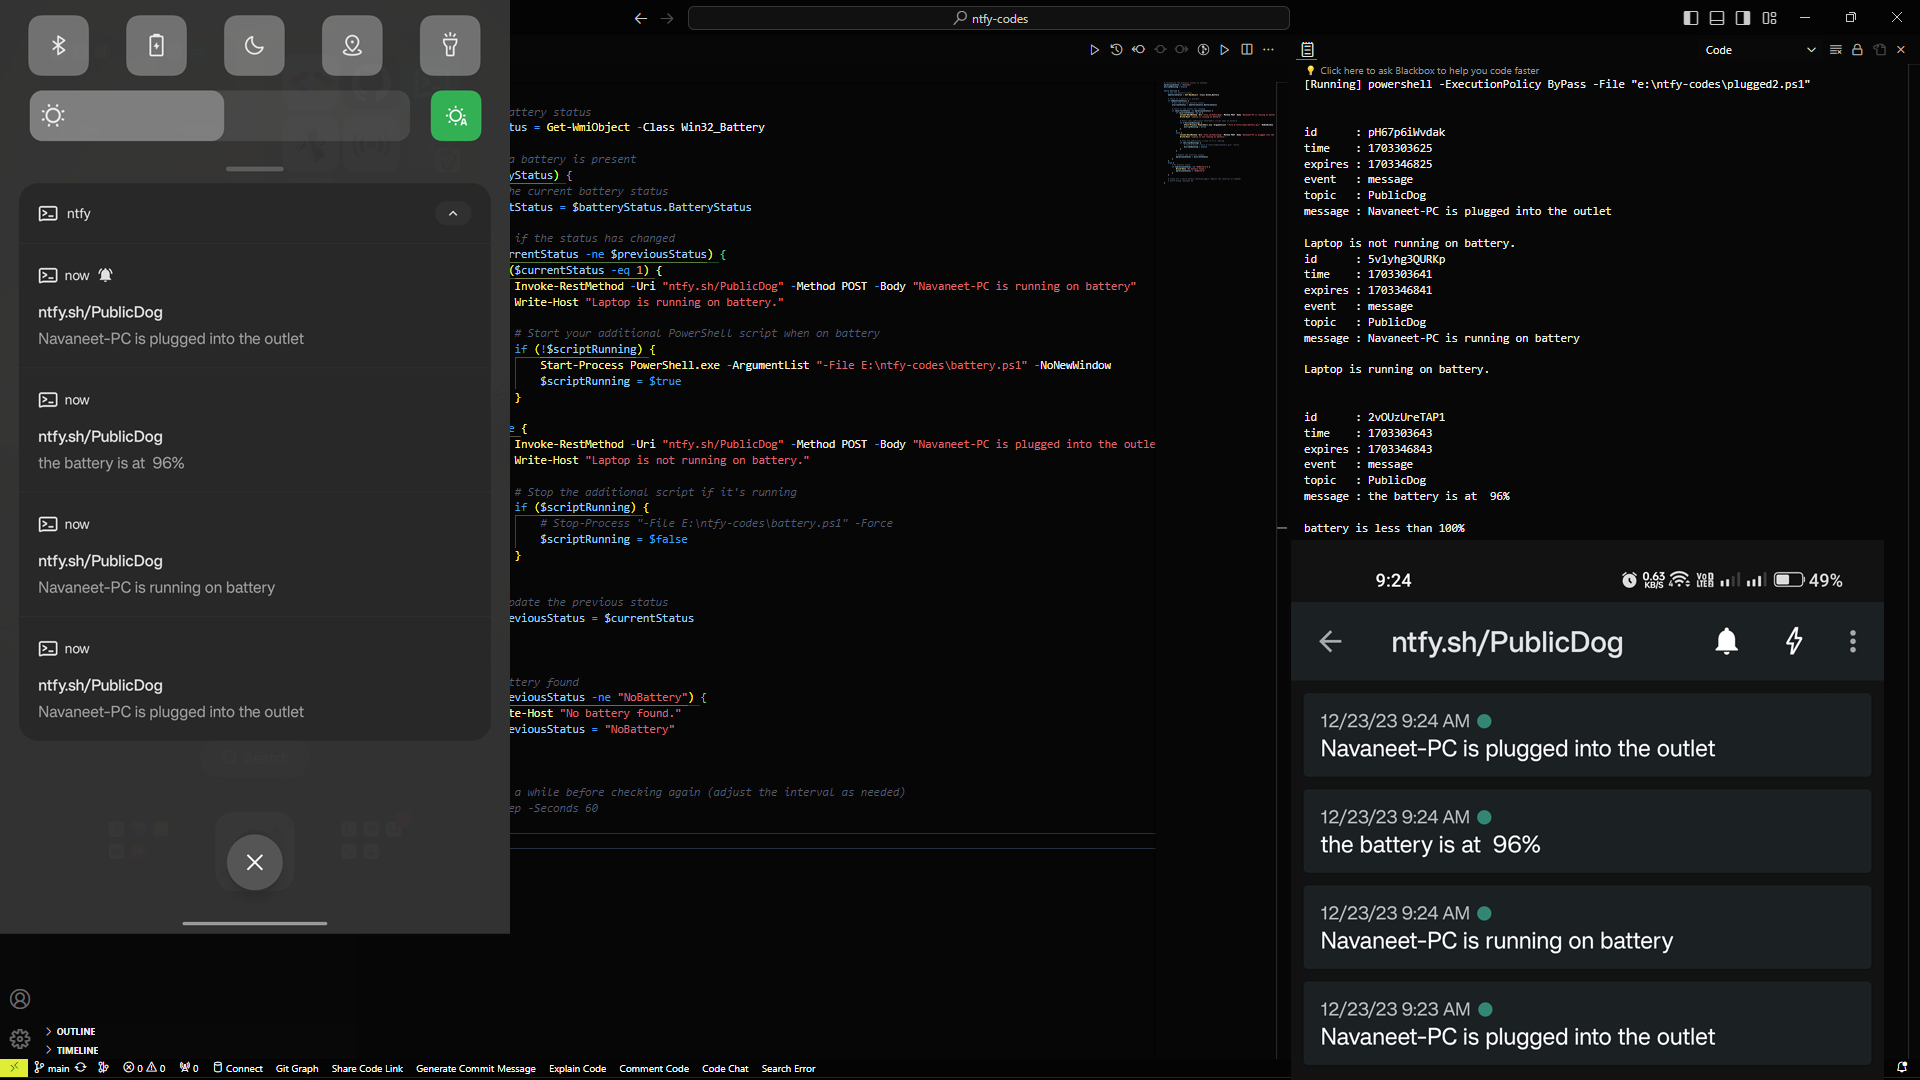 ntfy-codes
ntfy
now
ntfy.sh/PublicDog
Navaneet-PC is plugged into the outlet
now
ntfy.sh/PublicDog
the battery is at  96%
now
ntfy.sh/PublicDog
Navaneet-PC is running on battery
now
ntfy.sh/PublicDog
Navaneet-PC is plugged into the outlet
attery status
tus = Get-WmiObject -Class Win32_Battery
a battery is present
yStatus) {
he current battery status
tStatus = $batteryStatus.BatteryStatus
if the status has changed
rrentStatus -ne $previousStatus) {
($currentStatus -eq 1) {
Invoke-RestMethod -Uri "ntfy.sh/PublicDog" -Method POST -Body "Navaneet-PC is running on battery"
Write-Host "Laptop is running on battery."
# Start your additional PowerShell script when on battery
if (!$scriptRunning) {
Start-Process PowerShell.exe -ArgumentList "-File E:\ntfy-codes\battery.ps1" -NoNewWindow
$scriptRunning = $true
}
e {
Invoke-RestMethod -Uri "ntfy.sh/PublicDog" -Method POST -Body "Navaneet-PC is plugged into the outle
Write-Host "Laptop is not running on battery."
# Stop the additional script if it's running
if ($scriptRunning) {
# Stop-Process "-File E:\ntfy-codes\battery.ps1" -Force
$scriptRunning = $false
}
pdate the previous status
eviousStatus = $currentStatus
ttery found
eviousStatus -ne "NoBattery") {
te-Host "No battery found."
eviousStatus = "NoBattery"
a while before checking again (adjust the interval as needed)
ep -Seconds 60
Code
Click here to ask Blackbox to help you code faster
[Running] powershell -ExecutionPolicy ByPass -File "e:\ntfy-codes\plugged2.ps1"
id      : pH67p6iWvdak
time    : 1703303625
expires : 1703346825
event   : message
topic   : PublicDog
message : Navaneet-PC is plugged into the outlet
Laptop is not running on battery.
id      : 5v1yhg3QURKp
time    : 1703303641
expires : 1703346841
event   : message
topic   : PublicDog
message : Navaneet-PC is running on battery
Laptop is running on battery.
id      : 2vOUzUreTAP1
time    : 1703303643
expires : 1703346843
event   : message
topic   : PublicDog
message : the battery is at  96%
battery is less than 100%
9:24
0.63 KB/S
49%
ntfy.sh/PublicDog
12/23/23 9:24 AM
Navaneet-PC is plugged into the outlet
12/23/23 9:24 AM
the battery is at  96%
12/23/23 9:24 AM
Navaneet-PC is running on battery
12/23/23 9:23 AM
Navaneet-PC is plugged into the outlet
OUTLINE
TIMELINE
main 0 0 0 Connect Git Graph Share Code Link Generate Commit Message Explain Code Comment Code Code Chat Search Error